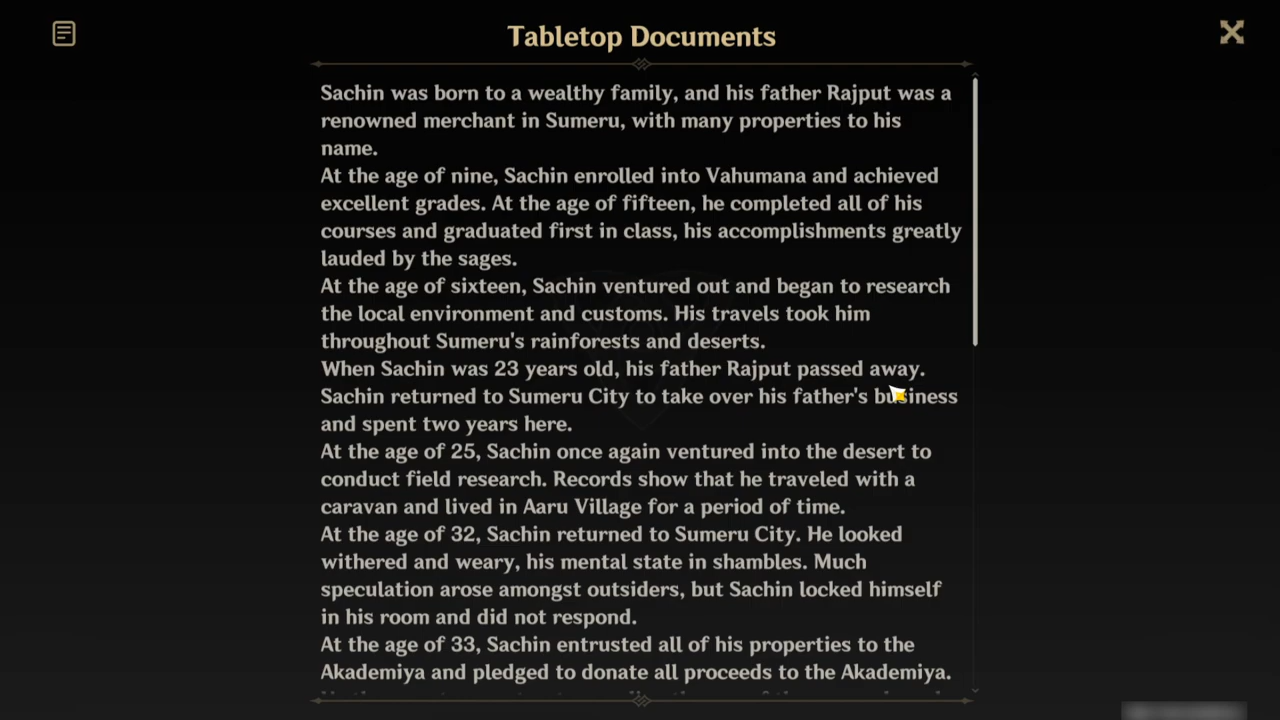 Tabletop Documents
Sachin was born to a wealthy family, and his father Rajput was a
renowned merchant in Sumeru, with many properties to his
name.
At the age of nine, Sachin enrolled into Vahumana and achieved
excellent grades. At the age of fifteen, he completed all of his
courses and graduated first in class, his accomplishments greatly
lauded by the sages.
At the age of sixteen, Sachin ventured out and began to research
the local environment and customs. His travels took him
throughout Sumeru's rainforests and deserts.
When Sachin was 23 years old, his father Rajput passed away.
Sachin returned to Sumeru City to take over his father's business
and spent two years here.
At the age of 25, Sachin once again ventured into the desert to
conduct field research. Records show that he traveled with a
caravan and lived in Aaru Village for a period of time.
At the age of 32, Sachin returned to Sumeru City. He looked
withered and weary, his mental state in shambles. Much
speculation arose amongst outsiders, but Sachin locked himself
in his room and did not respond.
At the age of 33, Sachin entrusted all of his properties to the
Akademiya and pledged to donate all proceeds to the Akademiya.